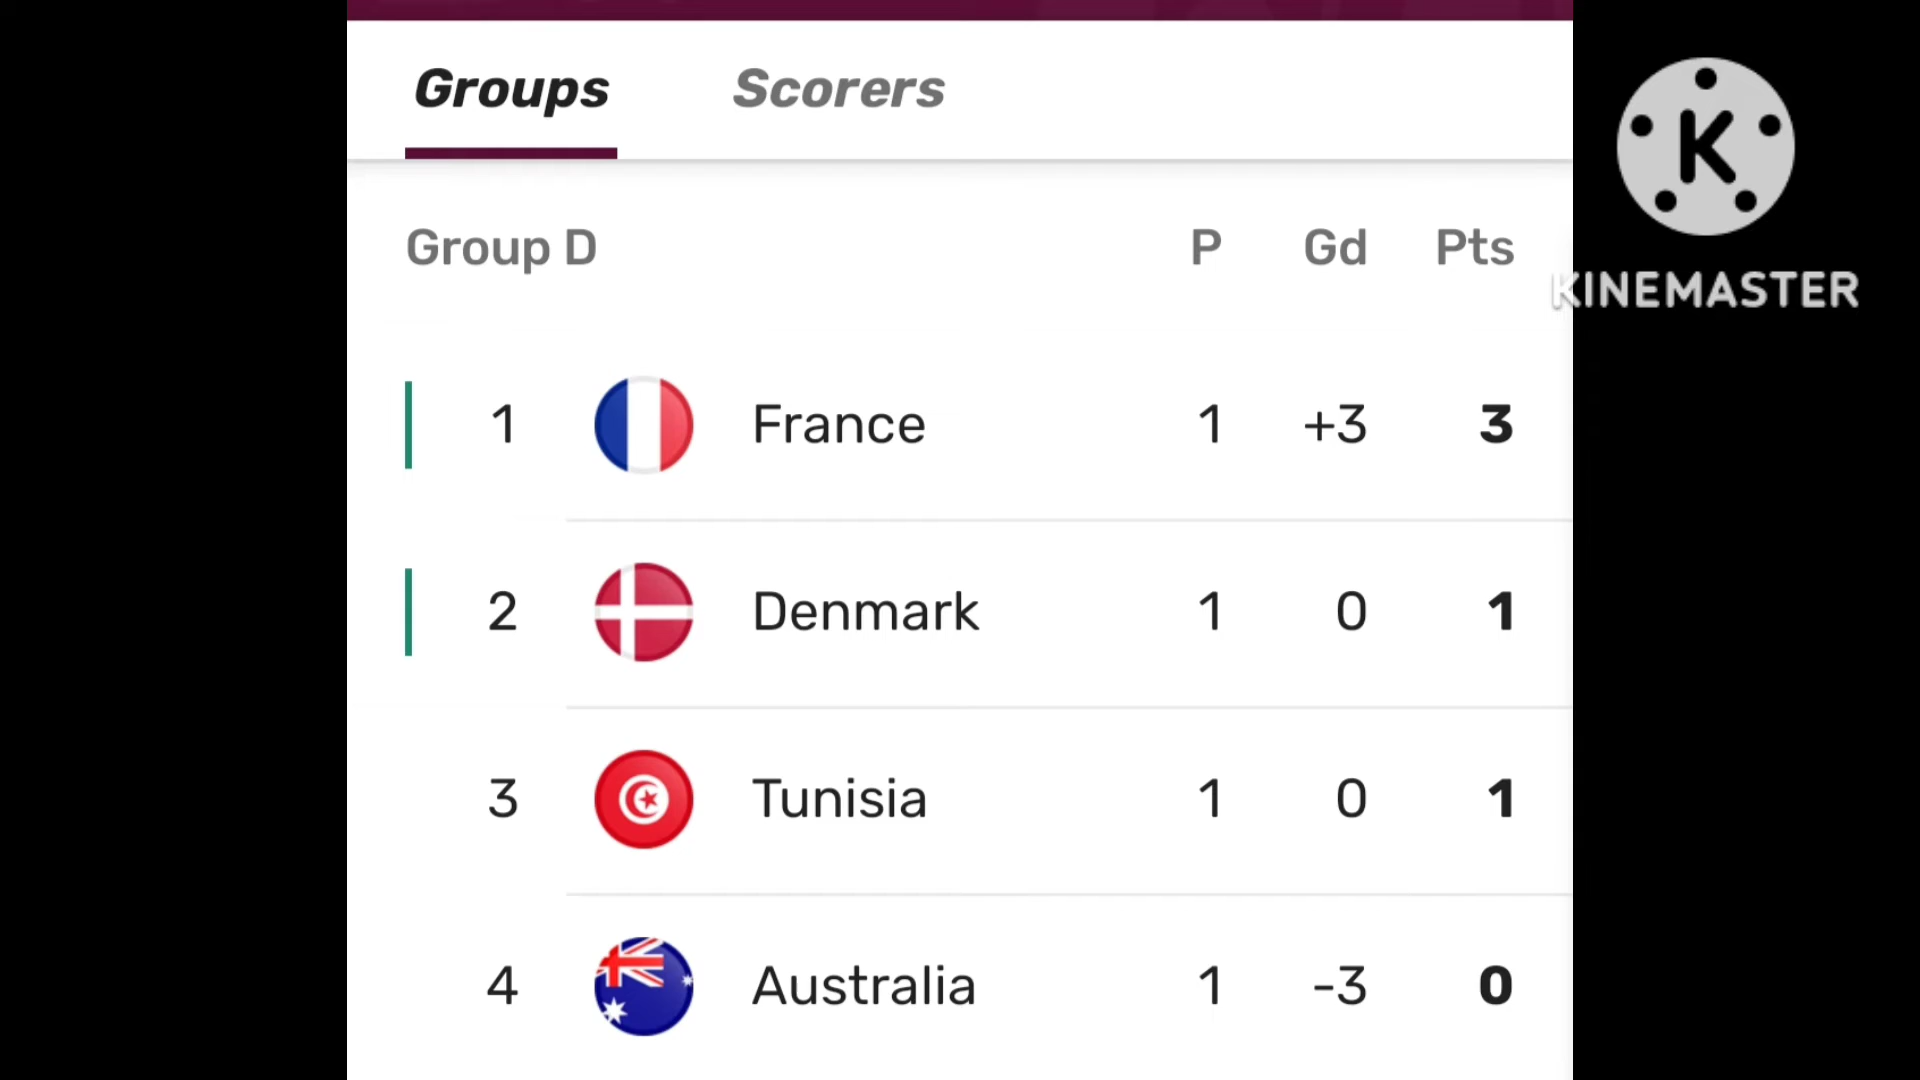 Groups Scorers
K
KINEMASTER
Group D P Gd Pts
1 France 1 +3 3
2 Denmark 1 0 1
3 Tunisia 1 0 1
4 Australia 1 -3 0